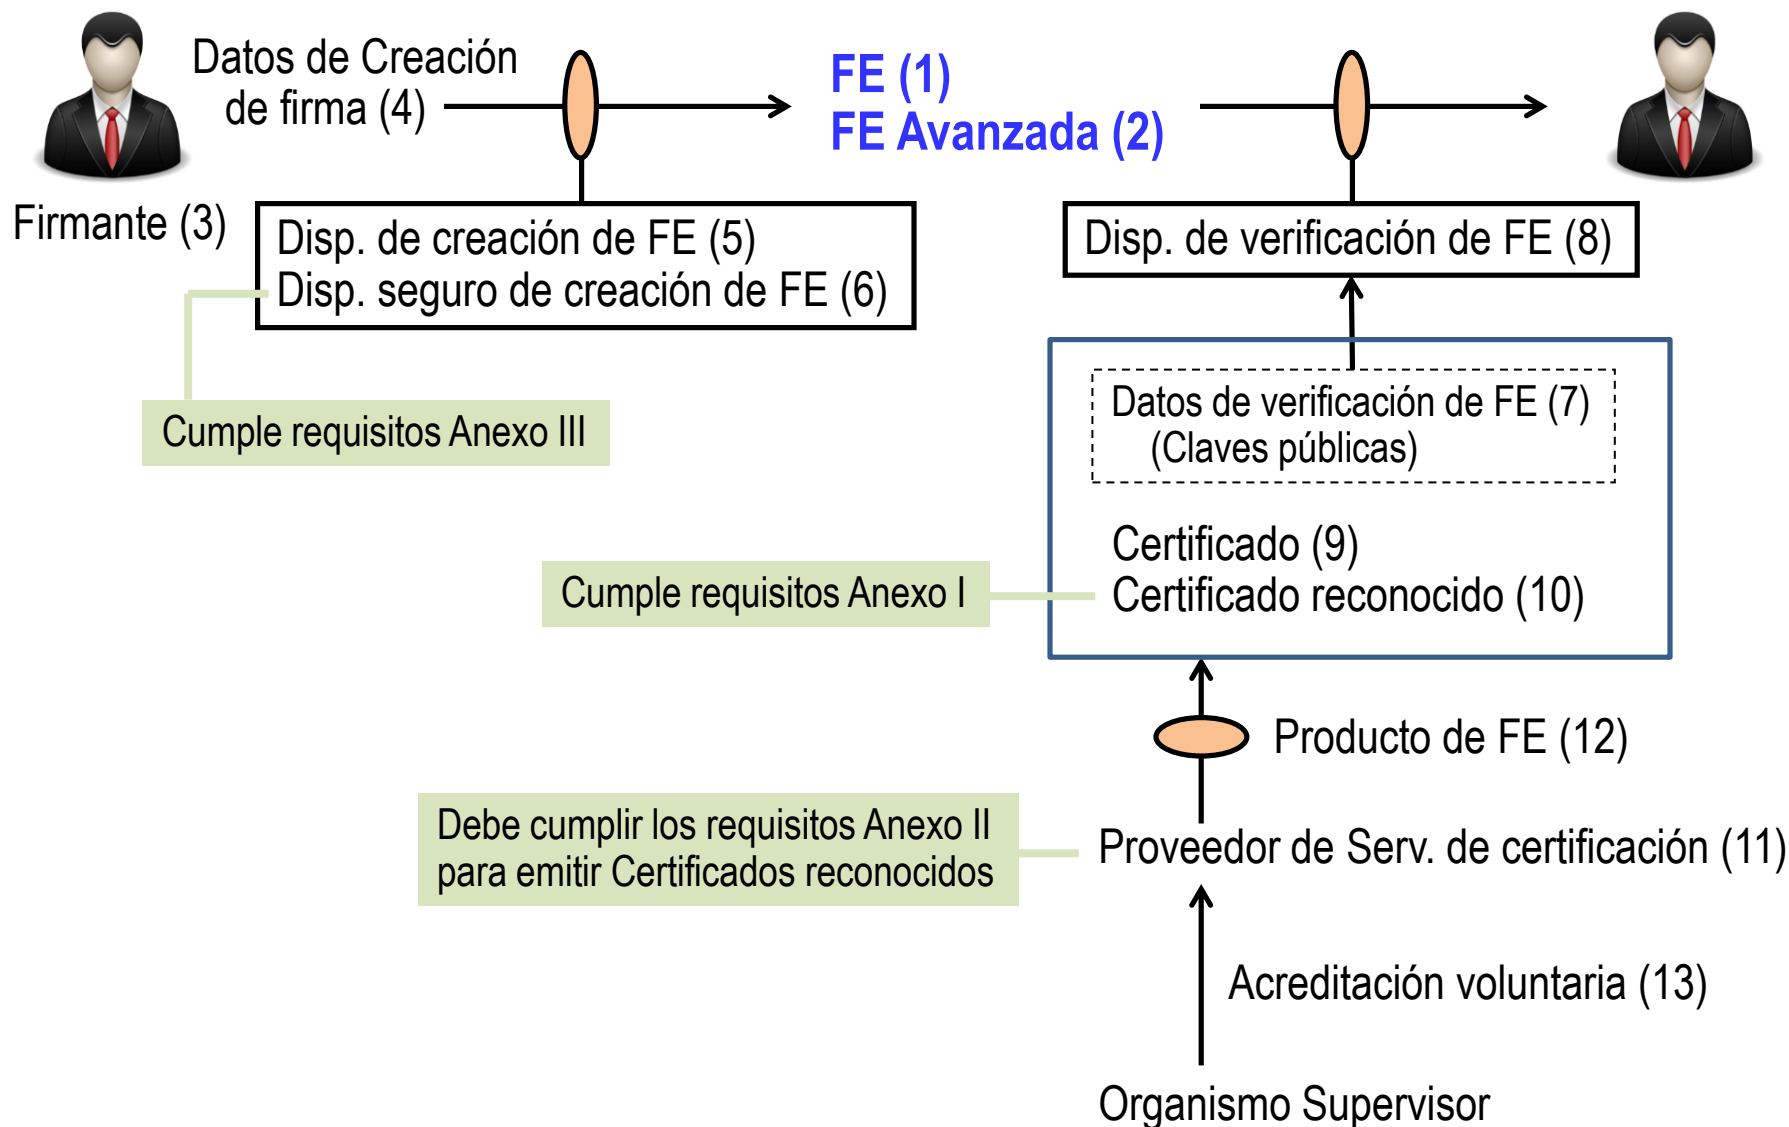 Datos de Creación
de firma (4)
FE (1)
FE Avanzada (2)
Firmante (3)
Disp. de creación de FE (5)
Disp. seguro de creación de FE (6)
Disp. de verificación de FE (8)
Cumple requisitos Anexo III
Datos de verificación de FE (7)
(Claves públicas)
Certificado (9)
Certificado reconocido (10)
Cumple requisitos Anexo I
Producto de FE (12)
Debe cumplir los requisitos Anexo II
para emitir Certificados reconocidos
Proveedor de Serv. de certificación (11)
Acreditación voluntaria (13)
Organismo Supervisor